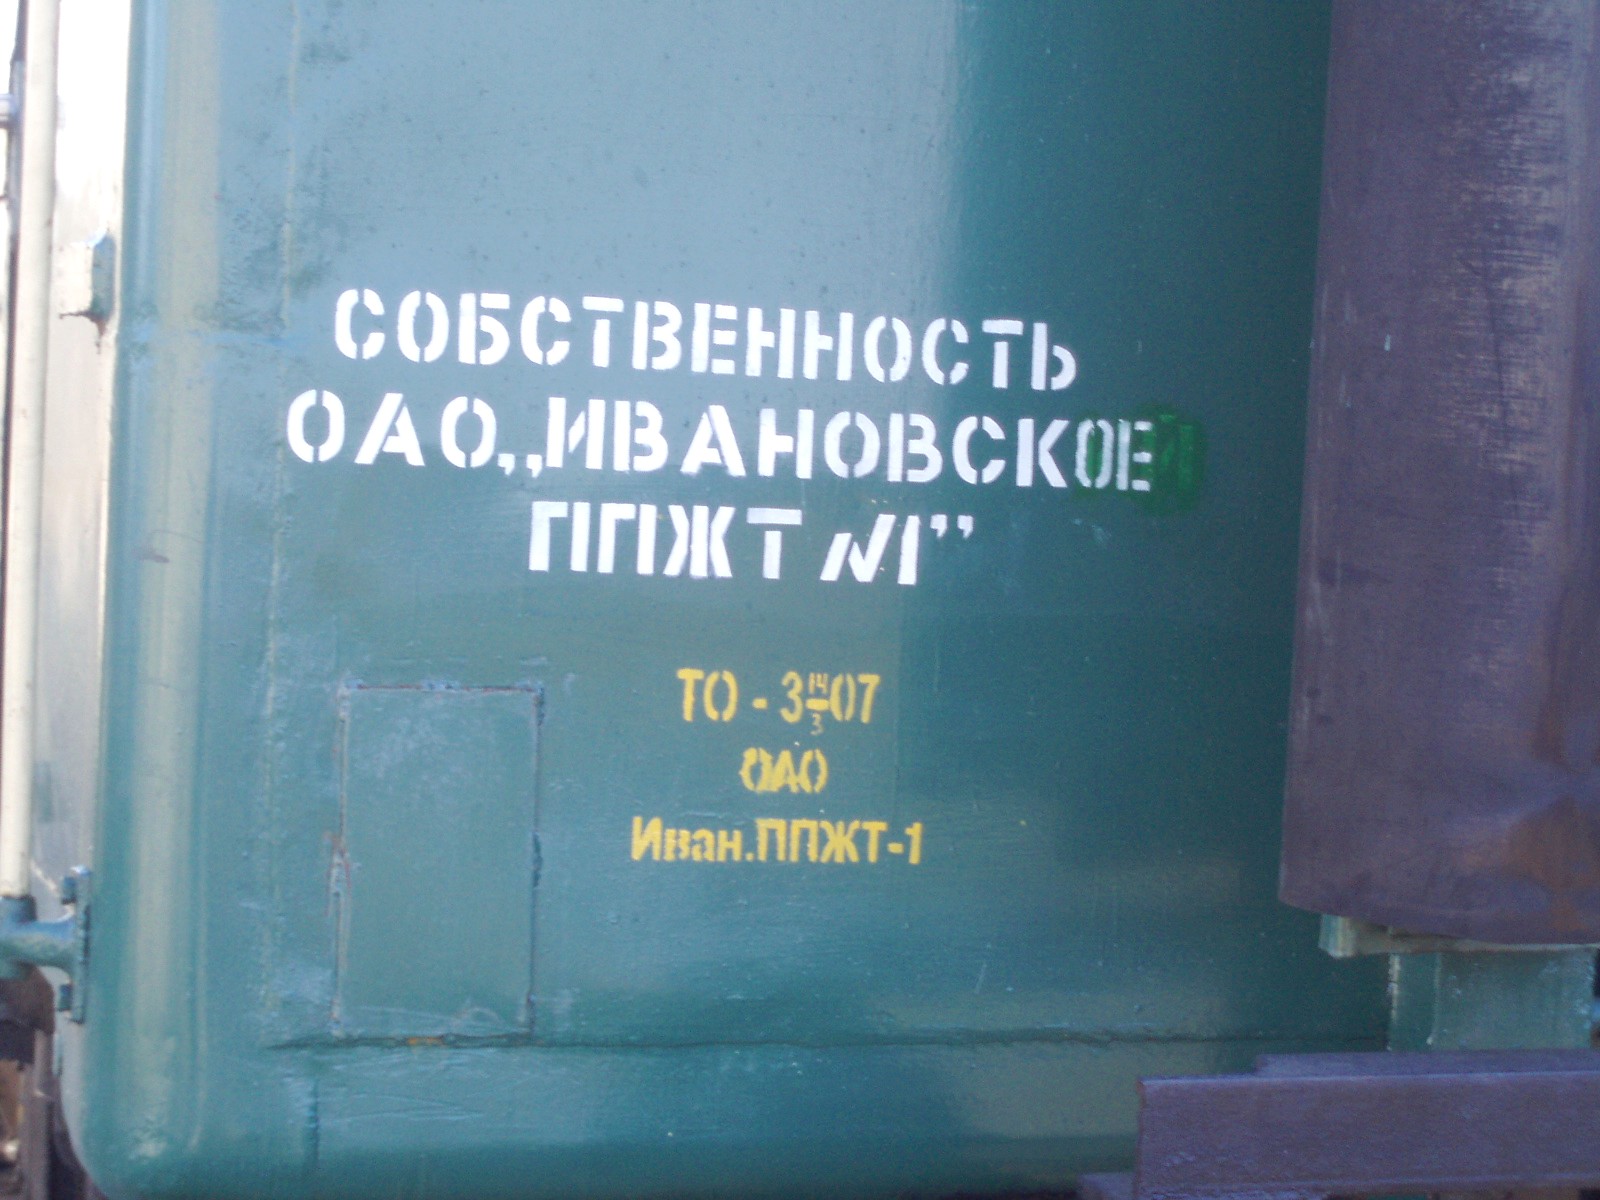 СОБСТВЕННОСТЬ
ОАО „ИВАНОВСКОЕ
ППЖТ №1”
ТО - 3 14/3 07
ОАО
Иван.ППЖТ-1